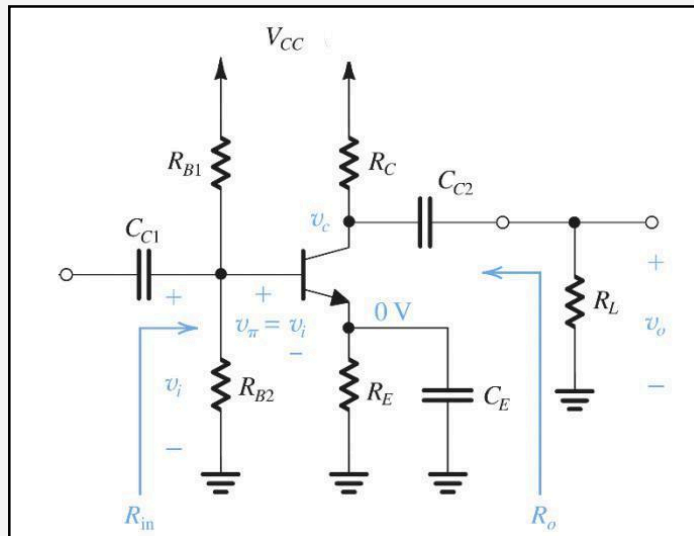 V_CC
R_B1
R_C
C_C2
v_c
C_C1
+
+
0 V
+
v_π = v_i
R_L
v_o
−
v_i
R_B2
R_E
C_E
−
−
R_in
R_o